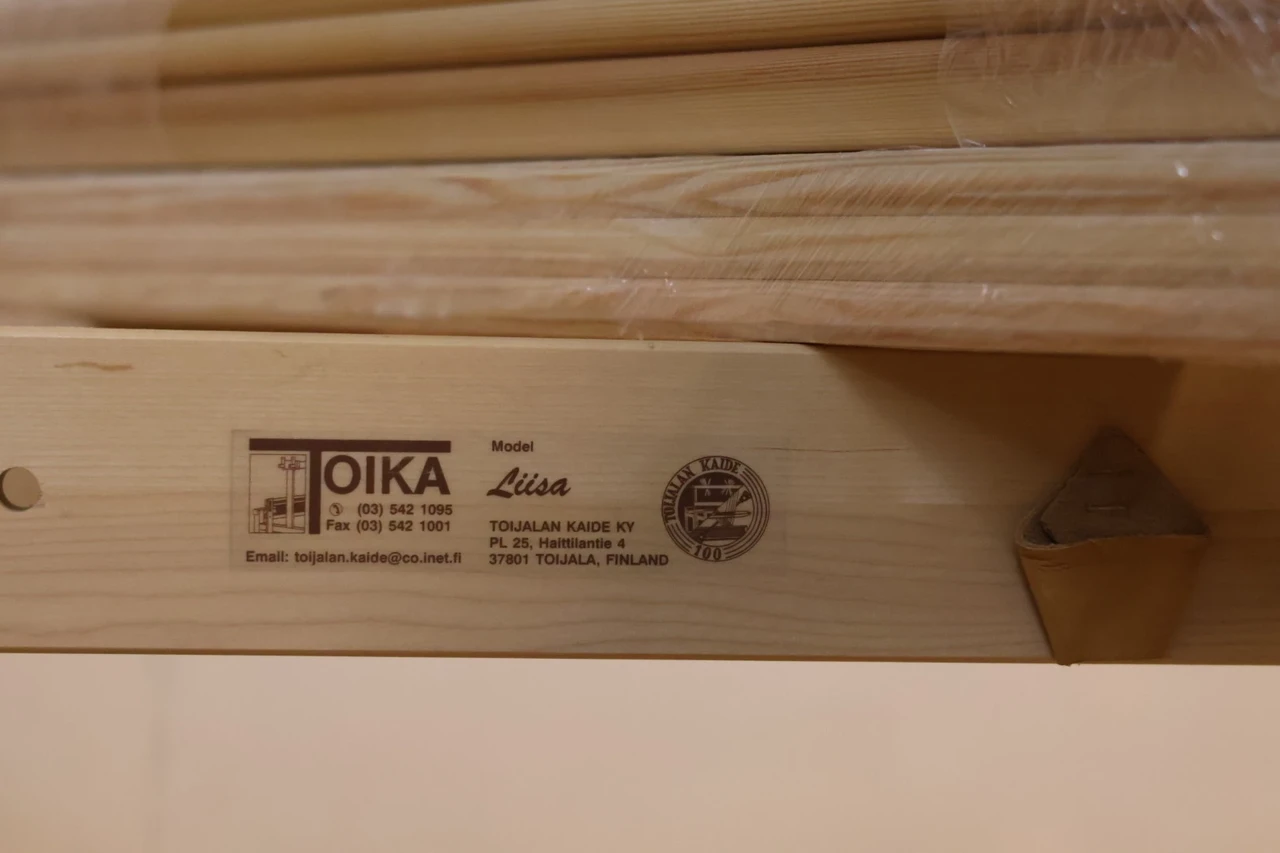 TOIKA
(03) 542 1095
Fax (03) 542 1001
Email: toijalan.kaide@co.inet.fi
Model
Liisa
TOIJALAN KAIDE KY
PL 25, Haittilantie 4
37801 TOIJALA, FINLAND
TOIJALAN KAIDE
100